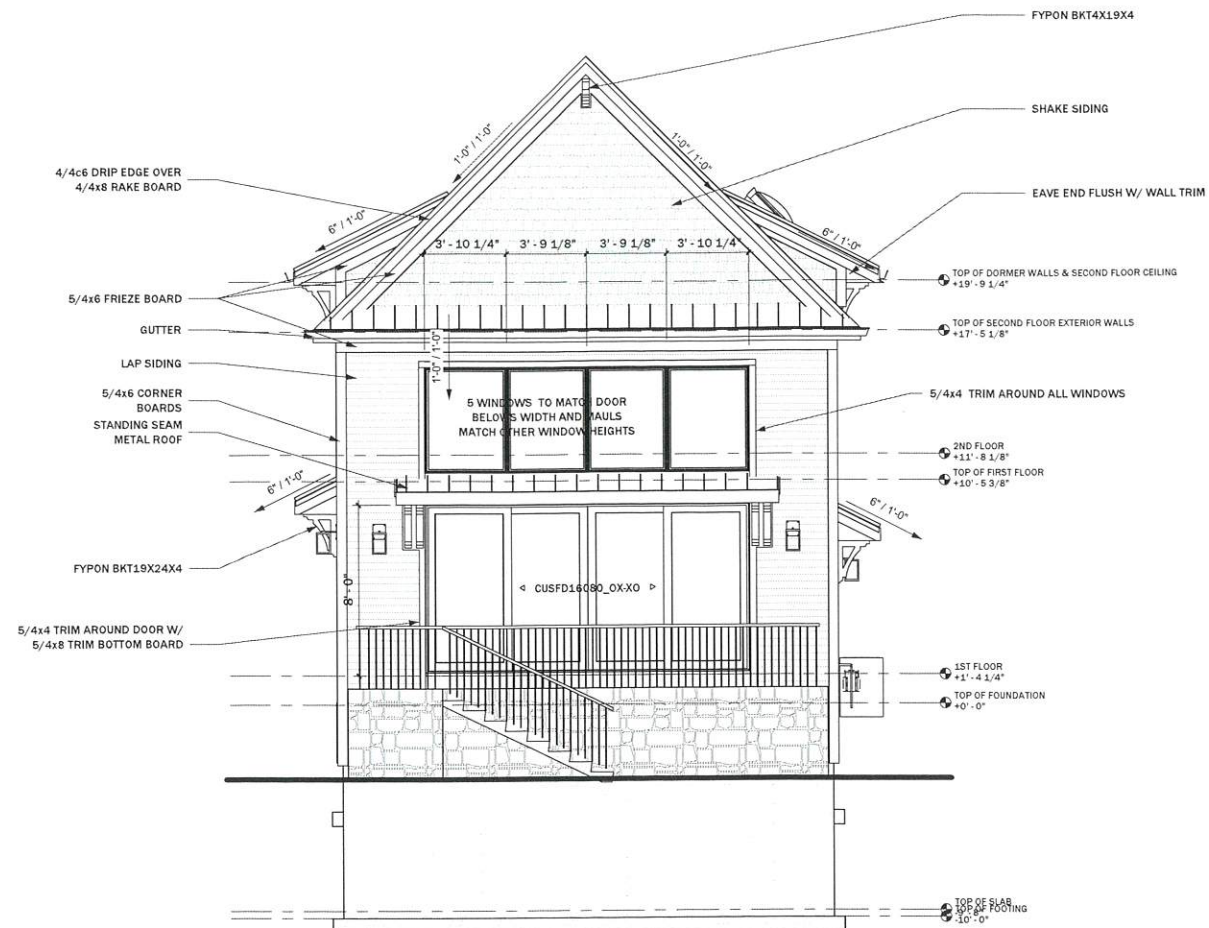 FYPON BKT4X19X4
SHAKE SIDING
1'-0" / 1'-0"
1'-0" / 1'-0"
4/4c6 DRIP EDGE OVER
4/4x8 RAKE BOARD
EAVE END FLUSH W/ WALL TRIM
6" / 1'-0"
6" / 1'-0"
3' - 10 1/4" 3' - 9 1/8" 3' - 9 1/8" 3' - 10 1/4"
TOP OF DORMER WALLS & SECOND FLOOR CEILING
+19' - 9 1/4"
5/4x6 FRIEZE BOARD
GUTTER
TOP OF SECOND FLOOR EXTERIOR WALLS
+17' - 5 1/8"
1'-0" / 1'-0"
LAP SIDING
5/4x6 CORNER
BOARDS
STANDING SEAM
METAL ROOF
5 WINDOWS TO MATCH DOOR
BELOWS WIDTH AND MAULS
MATCH OTHER WINDOW HEIGHTS
5/4x4 TRIM AROUND ALL WINDOWS
2ND FLOOR
+11' - 8 1/8"
TOP OF FIRST FLOOR
+10' - 5 3/8"
6" / 1'-0"
6" / 1'-0"
FYPON BKT19X24X4
8' - 0"
CUSFD16080_OX-XO
5/4x4 TRIM AROUND DOOR W/
5/4x8 TRIM BOTTOM BOARD
1ST FLOOR
+1' - 4 1/4"
TOP OF FOUNDATION
+0' - 0"
TOP OF SLAB
TOP OF FOOTING
-10' - 0"